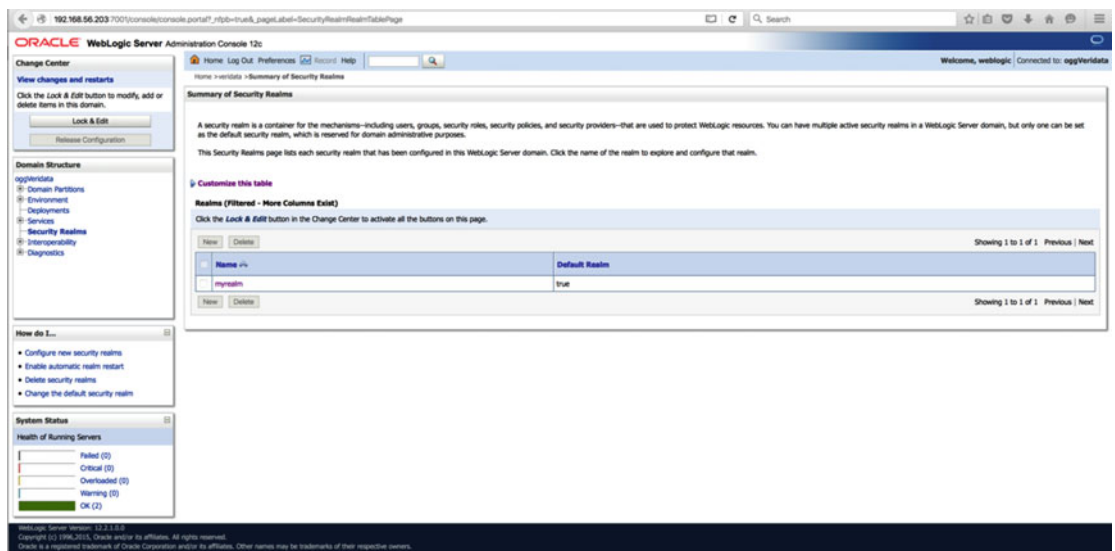 192.168.56.203:7001/console/console.portal?_nfpb=true&_pageLabel=SecurityRealmRealmTablePage
Search
ORACLE WebLogic Server Administration Console 12c
Change Center
View changes and restarts
Click the Lock & Edit button to modify, add or
delete items in this domain.
Lock & Edit
Release Configuration
Domain Structure
oggVeridata
Domain Partitions
Environment
Deployments
Services
Security Realms
Interoperability
Diagnostics
How do I...
Configure new security realms
Enable automatic realm restart
Delete security realms
Change the default security realm
System Status
Health of Running Servers
Failed (0)
Critical (0)
Overloaded (0)
Warning (0)
OK (2)
Home Log Out Preferences Record Help
Welcome, weblogic Connected to: oggVeridata
Home >veridata >Summary of Security Realms
Summary of Security Realms
A security realm is a container for the mechanisms--including users, groups, security roles, security policies, and security providers--that are used to protect WebLogic resources. You can have multiple active security realms in a WebLogic Server domain, but only one can be set
as the default security realm, which is reserved for domain administrative purposes.
This Security Realms page lists each security realm that has been configured in this WebLogic Server domain. Click the name of the realm to explore and configure that realm.
Customize this table
Realms (Filtered - More Columns Exist)
Click the Lock & Edit button in the Change Center to activate all the buttons on this page.
New Delete Showing 1 to 1 of 1 Previous | Next
Name Default Realm
myrealm true
New Delete Showing 1 to 1 of 1 Previous | Next
WebLogic Server Version: 12.2.1.0.0
Copyright (c) 1996,2015, Oracle and/or its affiliates. All rights reserved.
Oracle is a registered trademark of Oracle Corporation and/or its affiliates. Other names may be trademarks of their respective owners.